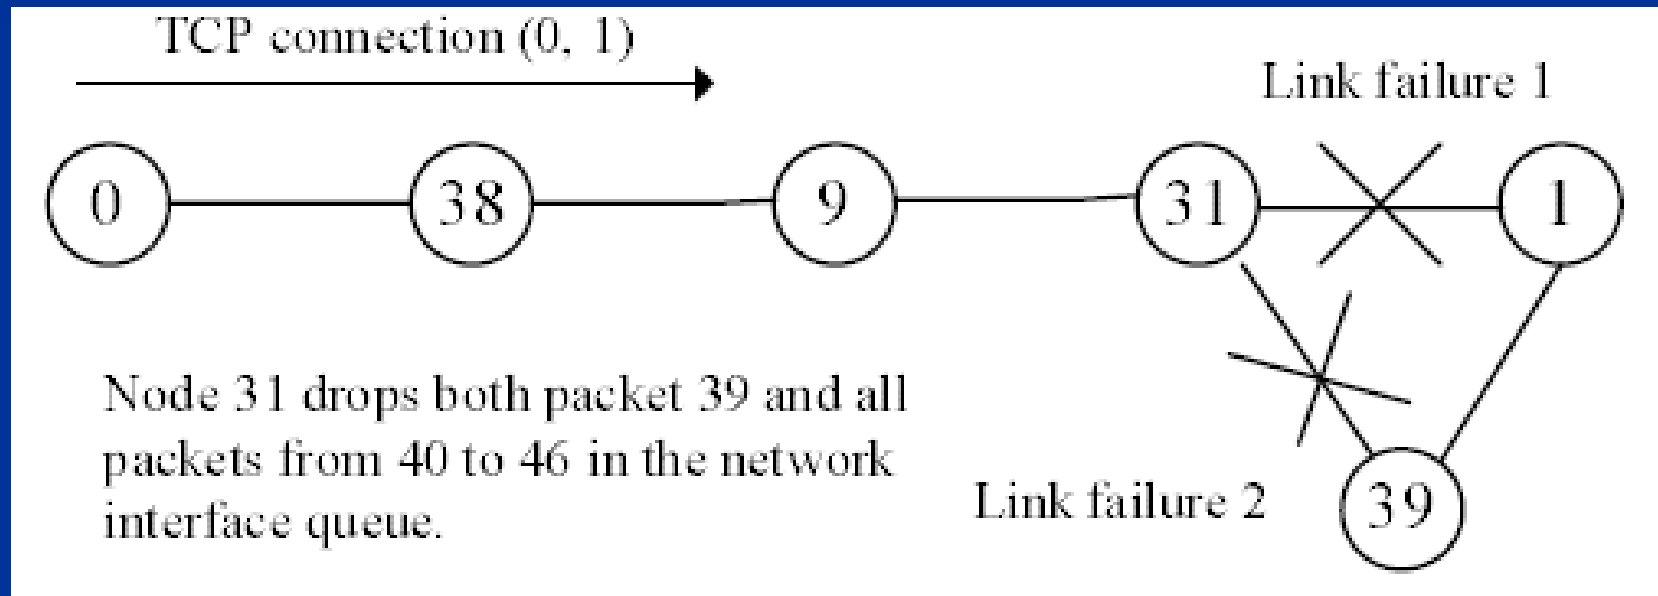 TCP connection (0, 1)
Link failure 1
0
38
9
31
1
Node 31 drops both packet 39 and all
packets from 40 to 46 in the network
interface queue.
Link failure 2
39